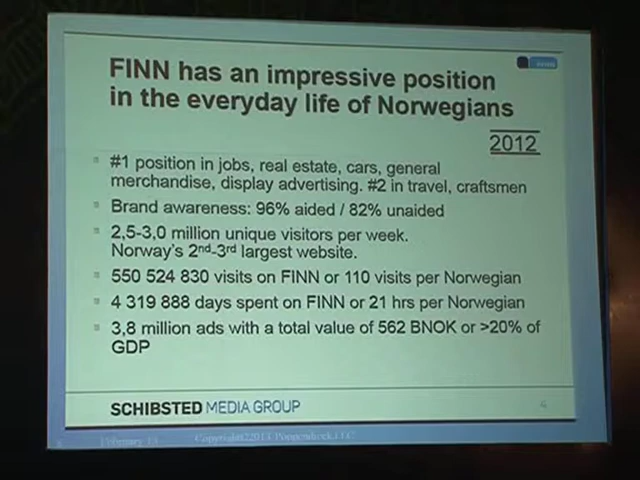 FINN has an impressive position
in the everyday life of Norwegians
2012
#1 position in jobs, real estate, cars, general
merchandise, display advertising. #2 in travel, craftsmen
Brand awareness: 96% aided / 82% unaided
2,5-3,0 million unique visitors per week.
Norway's 2nd-3rd largest website.
550 524 830 visits on FINN or 110 visits per Norwegian
4 319 888 days spent on FINN or 21 hrs per Norwegian
3,8 million ads with a total value of 562 BNOK or >20% of
GDP
SCHIBSTED MEDIA GROUP
4
February 13 Poppendieck.LLC